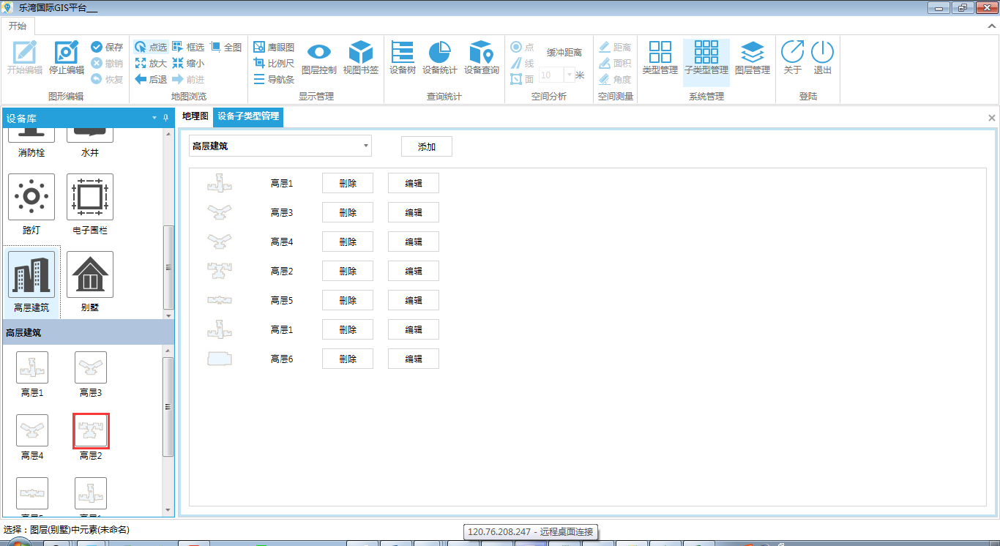 乐湾国际GIS平台___
开始
开始编辑 停止编辑 保存 撤销 恢复
图形编辑
点选 框选 全图
放大 缩小
后退 前进
地图浏览
鹰眼图
比例尺
导航条
图层控制 视图书签
显示管理
设备树 设备统计 设备查询
查询统计
点
线
面
缓冲距离
10 米
空间分析
距离
面积
角度
空间测量
类型管理 子类型管理 图层管理
系统管理
关于 退出
登陆
设备库
消防栓 水井
路灯 电子围栏
高层建筑 别墅
高层建筑
高层1 高层3
高层4 高层2
高层5 高层1
地理图 设备子类型管理
高层建筑 添加
高层1 删除 编辑
高层3 删除 编辑
高层4 删除 编辑
高层2 删除 编辑
高层5 删除 编辑
高层1 删除 编辑
高层6 删除 编辑
选择：图层(别墅)中元素(未命名)
120.76.208.247 - 远程桌面连接